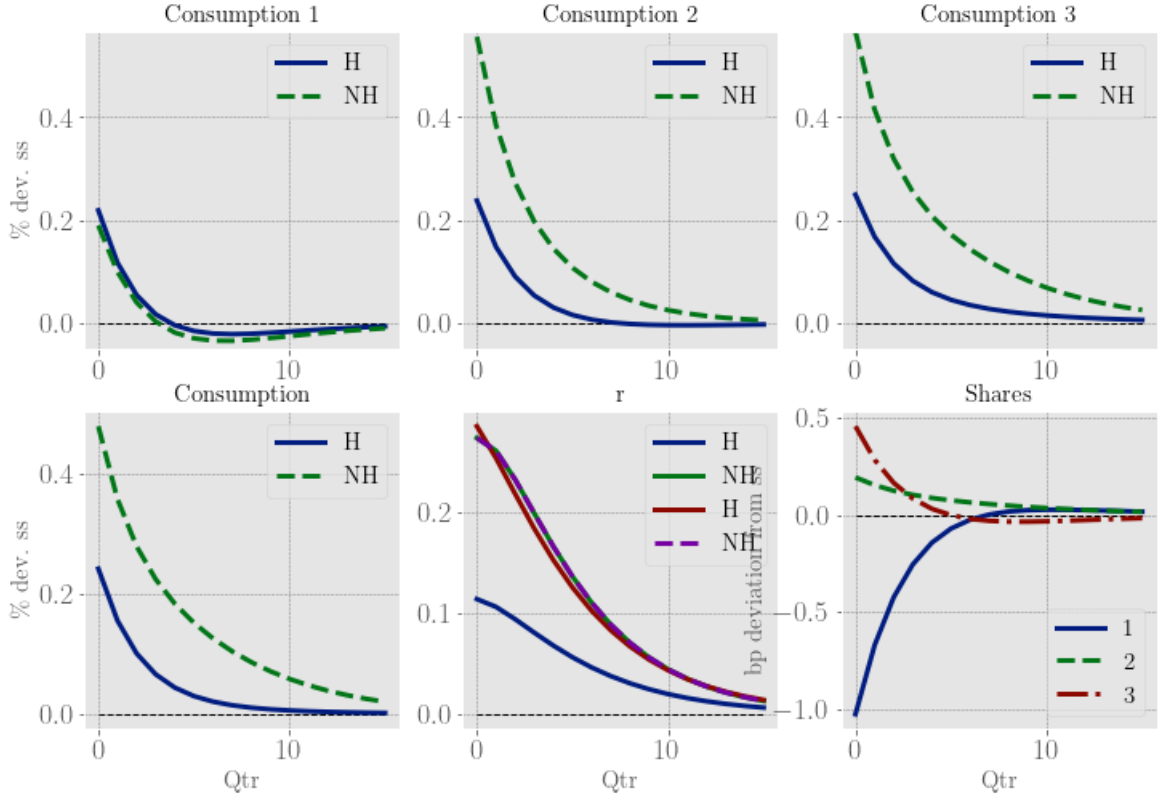 Consumption 1
Consumption 2
Consumption 3
H
NH
H
NH
H
NH
% dev. ss
0.4
0.2
0.0
0.4
0.2
0.0
0.4
0.2
0.0
0
10
0
10
0
10
Consumption
r
Shares
H
NH
H
NH
H
NH
% dev. ss
0.4
0.2
0.0
0.2
0.1
0.0
bp deviation from ss
0.5
0.0
−0.5
−1.0
1
2
3
0
10
0
10
0
10
Qtr
Qtr
Qtr